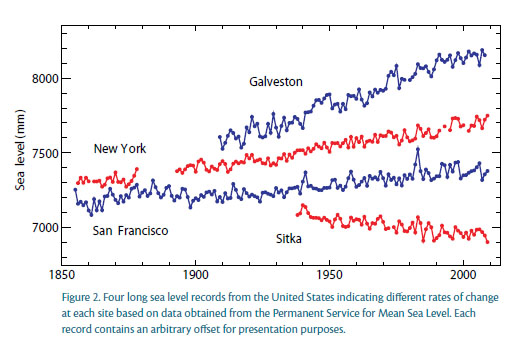 8000
Galveston
Sea level (mm)
New York
7500
San Francisco
Sitka
7000
1855
1900
1950
2000
Figure 2. Four long sea level records from the United States indicating different rates of change
at each site based on data obtained from the Permanent Service for Mean Sea Level. Each
record contains an arbitrary offset for presentation purposes.